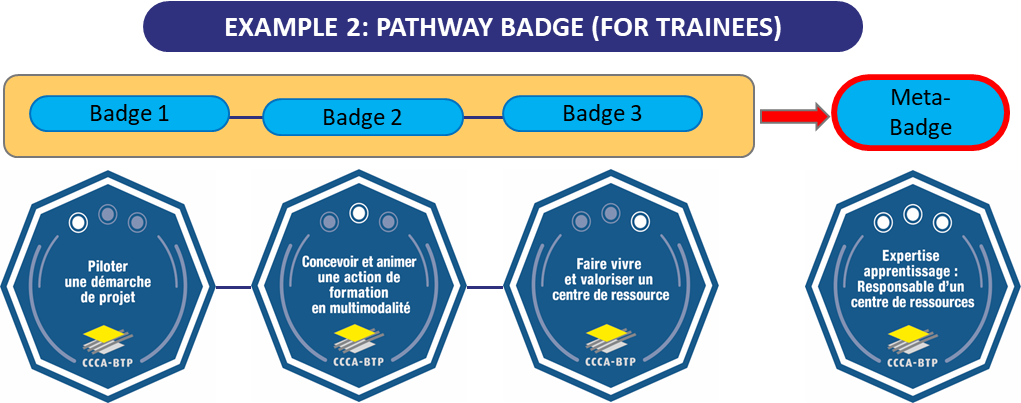 EXAMPLE 2: PATHWAY BADGE (FOR TRAINEES)
Badge 1
Badge 2
Badge 3
Meta-
Badge
Piloter
une démarche
de projet
CCCA-BTP
Concevoir et animer
une action de
formation
en multimodalité
CCCA-BTP
Faire vivre
et valoriser un
centre de ressource
CCCA-BTP
Expertise
apprentissage :
Responsable d'un
centre de ressources
CCCA-BTP